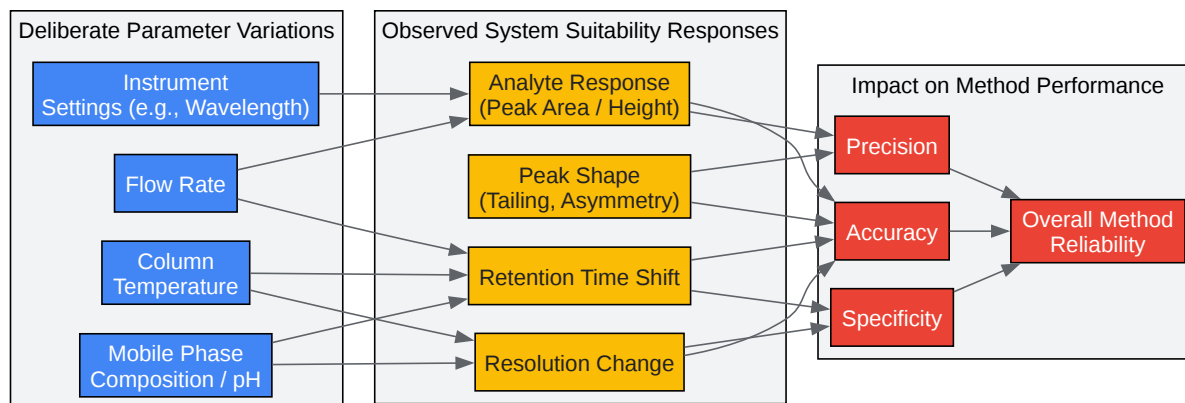 Deliberate Parameter Variations
Instrument
Settings (e.g., Wavelength)
Flow Rate
Column
Temperature
Mobile Phase
Composition / pH
Observed System Suitability Responses
Analyte Response
(Peak Area / Height)
Peak Shape
(Tailing, Asymmetry)
Retention Time Shift
Resolution Change
Impact on Method Performance
Precision
Accuracy
Specificity
Overall Method
Reliability